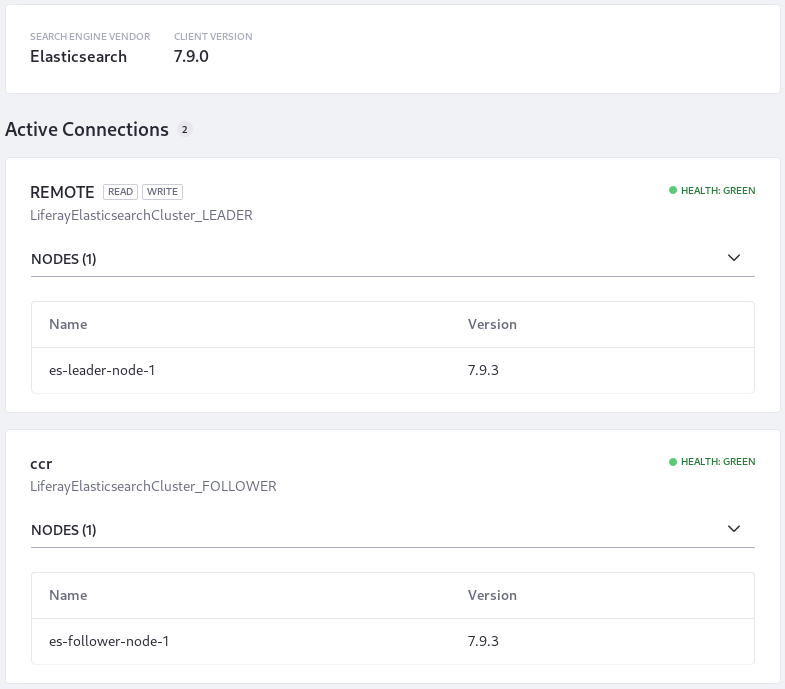 SEARCH ENGINE VENDOR CLIENT VERSION
Elasticsearch 7.9.0
Active Connections 2
REMOTE READ WRITE HEALTH: GREEN
LiferayElasticsearchCluster_LEADER
NODES (1)
Name Version
es-leader-node-1 7.9.3
ccr HEALTH: GREEN
LiferayElasticsearchCluster_FOLLOWER
NODES (1)
Name Version
es-follower-node-1 7.9.3